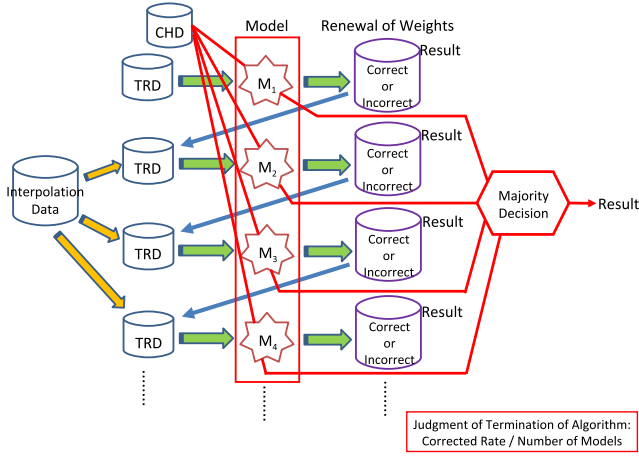 Model
Renewal of Weights
CHD
Result
TRD
M1
Correct
or
Incorrect
Result
TRD
M2
Correct
or
Incorrect
Interpolation
Data
Majority
Decision
Result
Result
TRD
M3
Correct
or
Incorrect
Result
TRD
M4
Correct
or
Incorrect
Judgment of Termination of Algorithm:
Corrected Rate / Number of Models